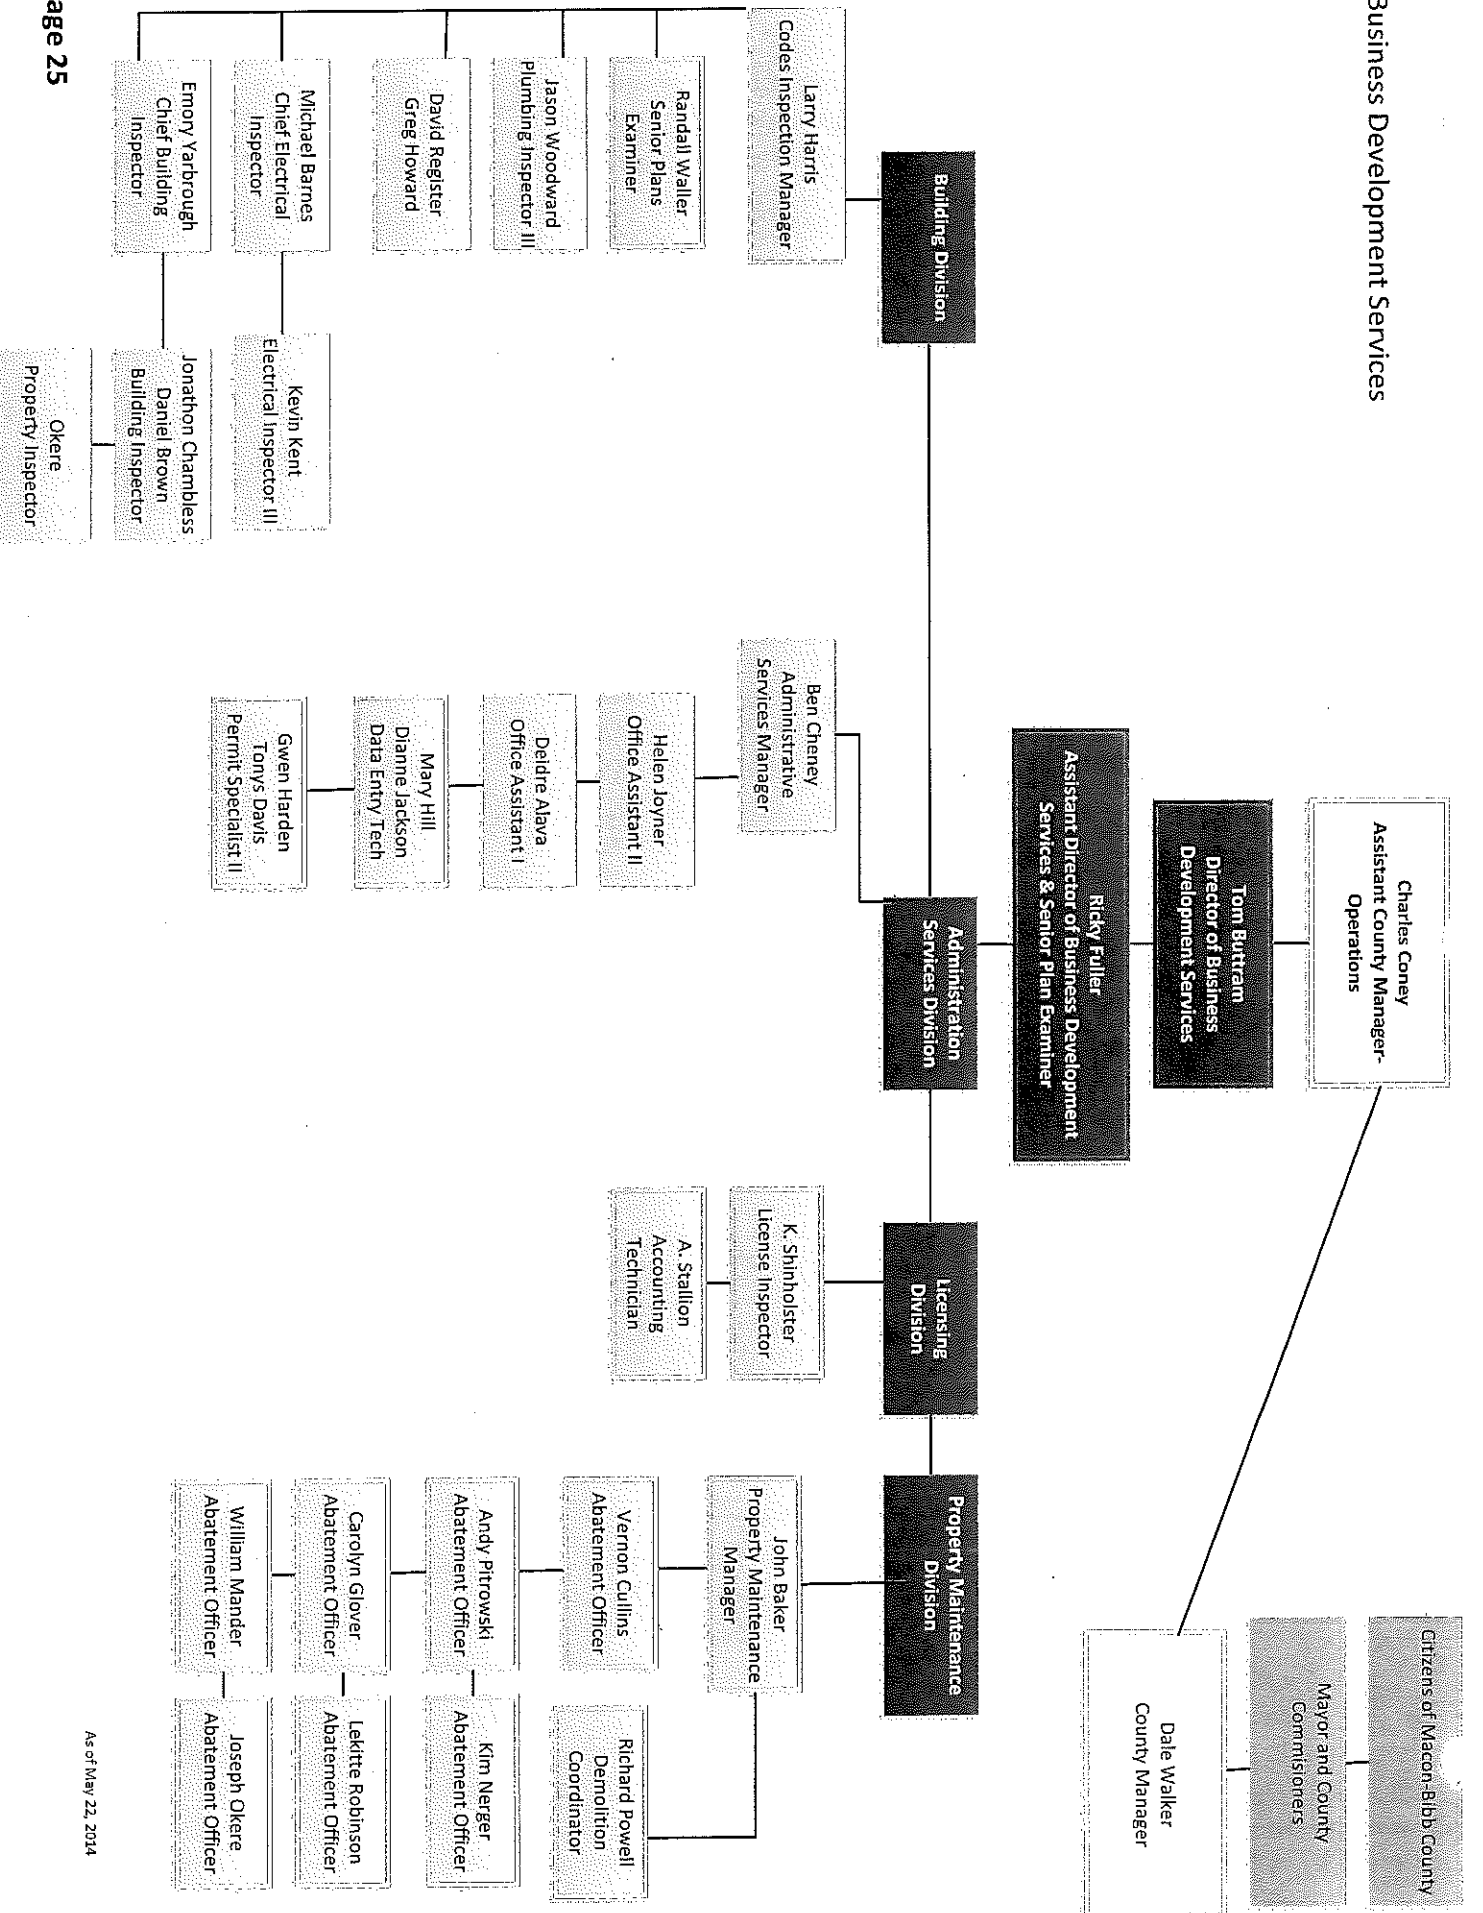 Business Development Services
Citizens of Macon-Bibb County
Mayor and County
Commisioners
Dale Walker
County Manager
Charles Coney
Assistant County Manager-
Operations
Tom Buttram
Director of Business
Development Services
Ricky Fuller
Assistant Director of Business Development
Services & Senior Plan Examiner
Building Division
Administration
Services Division
Licensing
Division
Property Maintenance
Division
Larry Harris
Codes Inspection Manager
Randall Waller
Senior Plans
Examiner
Jason Woodward
Plumbing Inspector III
David Register
Greg Howard
Michael Barnes
Chief Electrical
Inspector
Kevin Kent
Electrical Inspector III
Emory Yarbrough
Chief Building
Inspector
Jonathon Chambless
Daniel Brown
Building Inspector
Okere
Property Inspector
Ben Cheney
Administrative
Services Manager
Helen Joyner
Office Assistant II
Deidre Alava
Office Assistant I
Mary Hill
Dianne Jackson
Data Entry Tech
Gwen Harden
Tonys Davis
Permit Specialist II
K. Shinholster
License Inspector
A. Stallion
Accounting
Technician
John Baker
Property Maintenance
Manager
Richard Powell
Demolition
Coordinator
Vernon Cullins
Abatement Officer
Andy Pitrowski
Abatement Officer
Kim Nerger
Abatement Officer
Carolyn Glover
Abatement Officer
Lekitte Robinson
Abatement Officer
William Mander
Abatement Officer
Joseph Okere
Abatement Officer
age 25
As of May 22, 2014